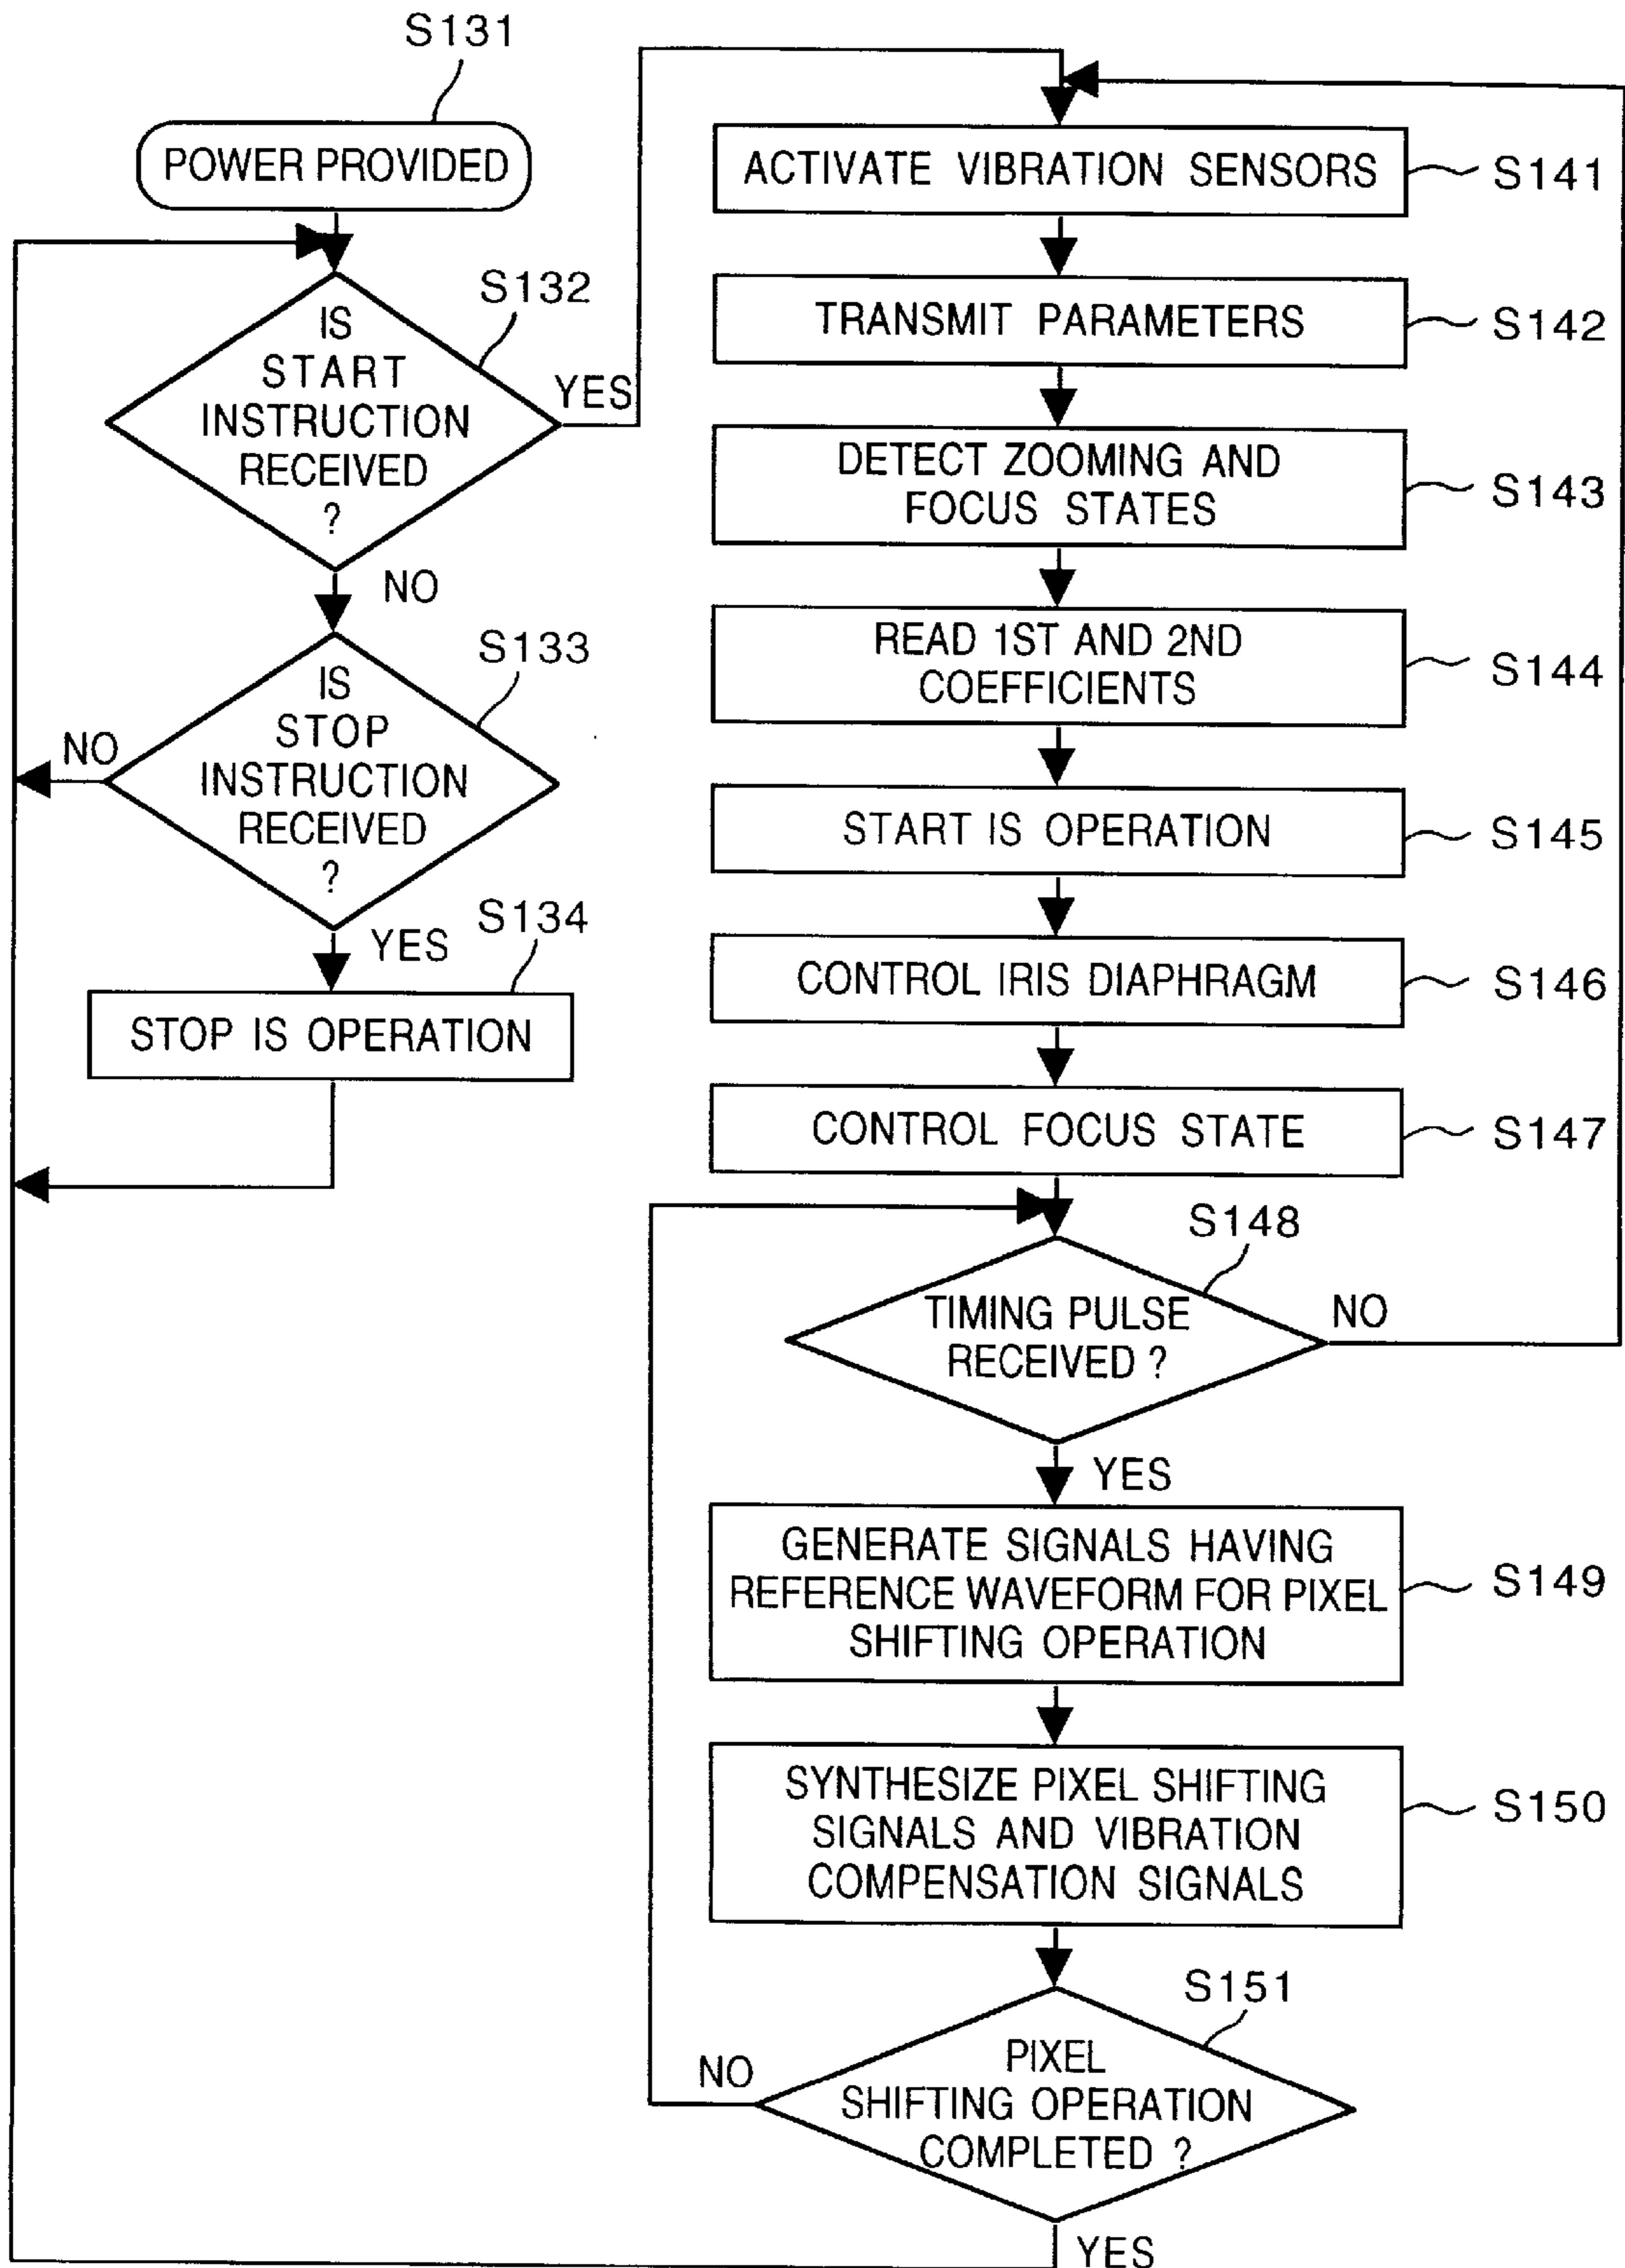 S131
POWER PROVIDED
S132
IS
START
INSTRUCTION
RECEIVED
?
YES
NO
S133
IS
STOP
INSTRUCTION
RECEIVED
?
NO
YES
S134
STOP IS OPERATION
ACTIVATE VIBRATION SENSORS
S141
TRANSMIT PARAMETERS
S142
DETECT ZOOMING AND
FOCUS STATES
S143
READ 1ST AND 2ND
COEFFICIENTS
S144
START IS OPERATION
S145
CONTROL IRIS DIAPHRAGM
S146
CONTROL FOCUS STATE
S147
S148
TIMING PULSE
RECEIVED ?
NO
YES
GENERATE SIGNALS HAVING
REFERENCE WAVEFORM FOR PIXEL
SHIFTING OPERATION
S149
SYNTHESIZE PIXEL SHIFTING
SIGNALS AND VIBRATION
COMPENSATION SIGNALS
S150
S151
PIXEL
SHIFTING OPERATION
COMPLETED ?
NO
YES